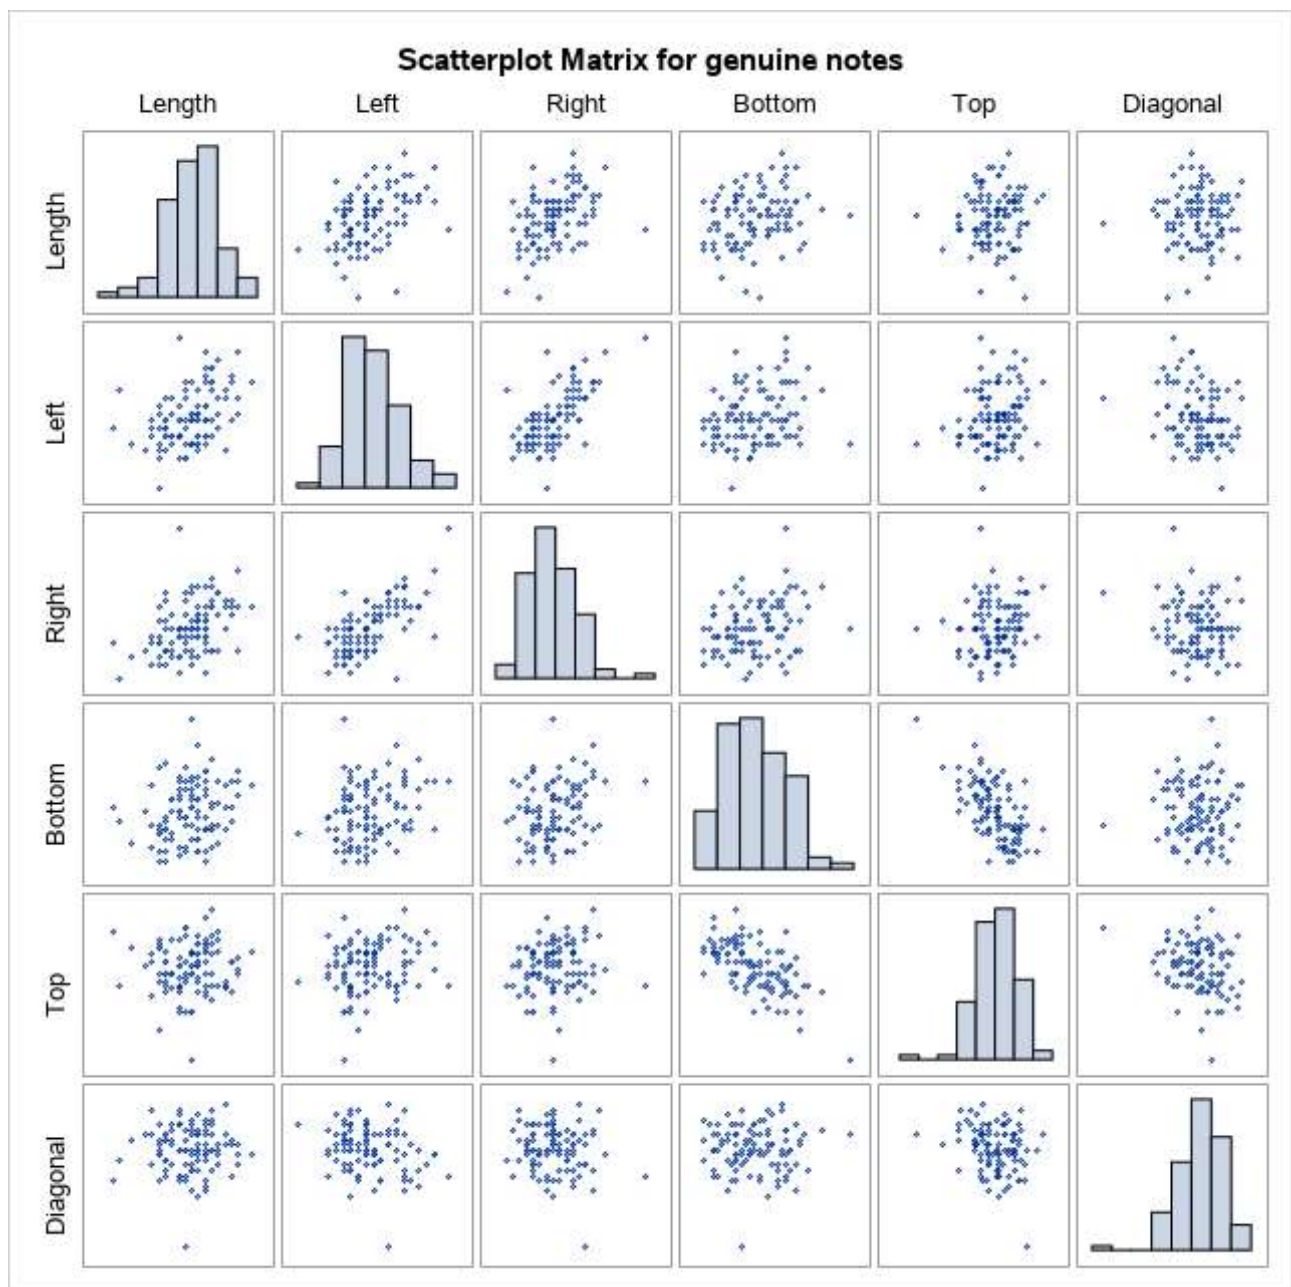 Scatterplot Matrix for genuine notes
Length Left Right Bottom Top Diagonal
Length
Left
Right
Bottom
Top
Diagonal